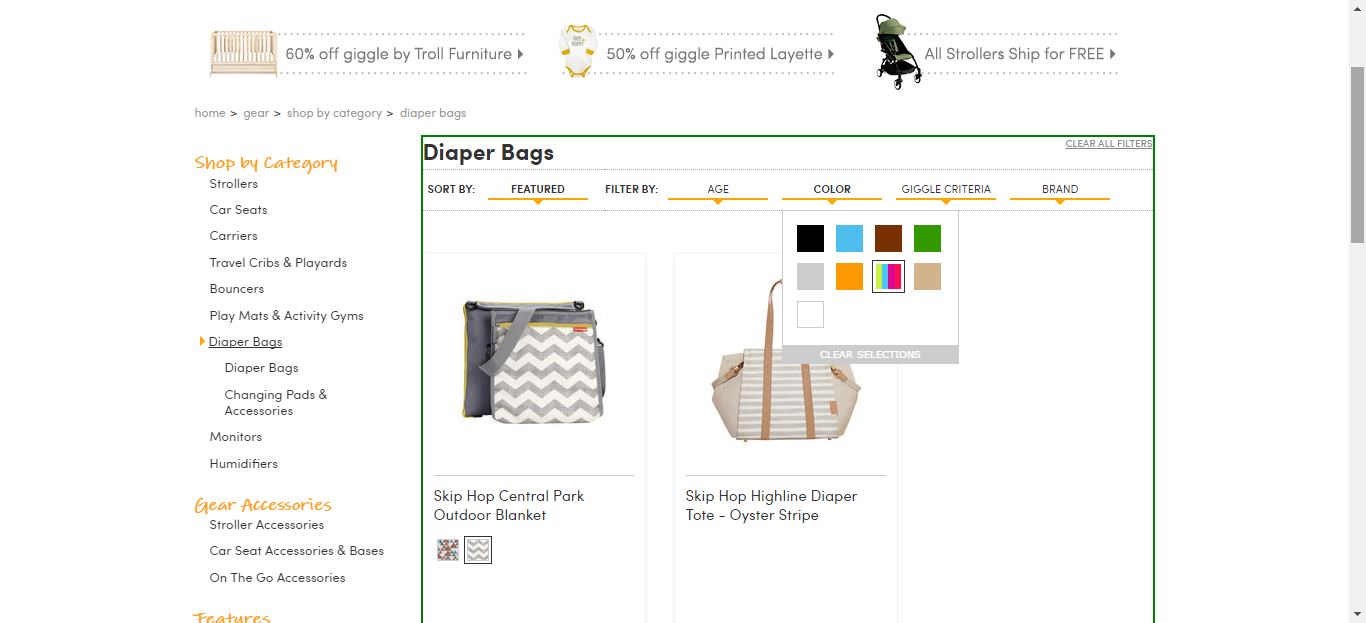 60% off giggle by Troll Furniture
50% off giggle Printed Layette
All Strollers Ship for FREE
home > gear > shop by category > diaper bags
Shop by Category
Strollers
Car Seats
Carriers
Travel Cribs & Playards
Bouncers
Play Mats & Activity Gyms
Diaper Bags
Diaper Bags
Changing Pads &
Accessories
Monitors
Humidifiers
Gear Accessories
Stroller Accessories
Car Seat Accessories & Bases
On The Go Accessories
Features
Diaper Bags
CLEAR ALL FILTERS
SORT BY: FEATURED FILTER BY: AGE COLOR GIGGLE CRITERIA BRAND
CLEAR SELECTIONS
Skip Hop Central Park
Outdoor Blanket
Skip Hop Highline Diaper
Tote - Oyster Stripe